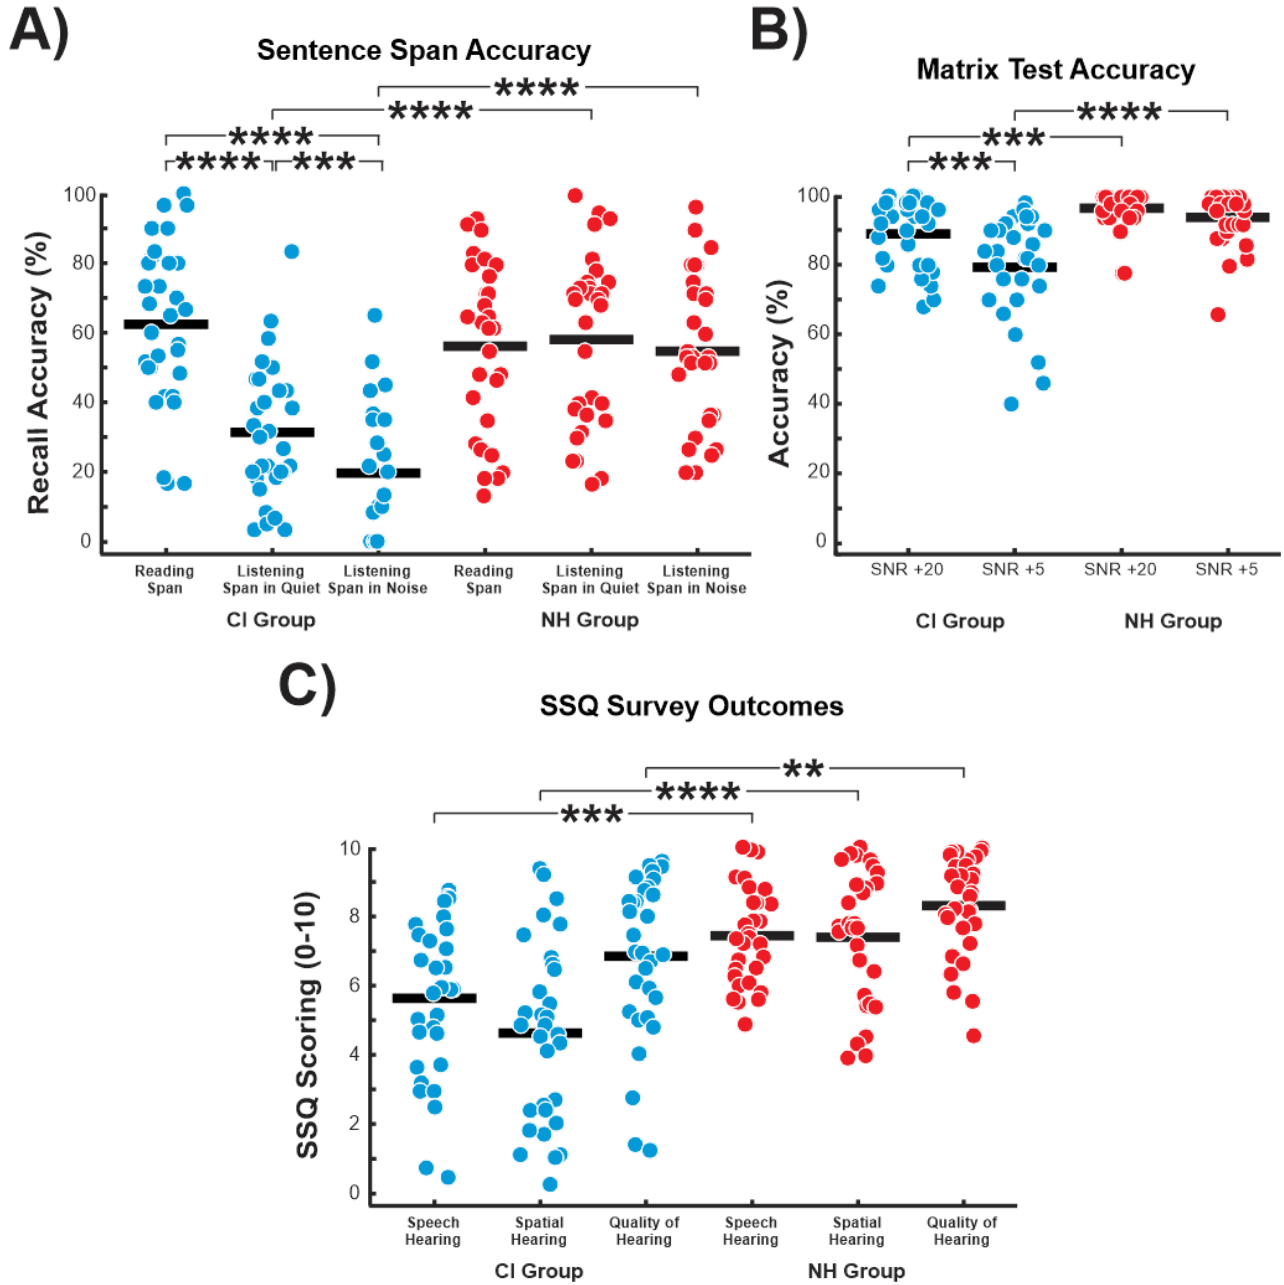 A)
Sentence Span Accuracy
****
****
****
**** ***
Recall Accuracy (%)
100
80
60
40
20
0
Reading Span
Listening Span in Quiet
Listening Span in Noise
Reading Span
Listening Span in Quiet
Listening Span in Noise
CI Group
NH Group
B)
Matrix Test Accuracy
****
***
***
Accuracy (%)
100
80
60
40
20
0
SNR +20
SNR +5
SNR +20
SNR +5
CI Group
NH Group
C)
SSQ Survey Outcomes
**
****
***
SSQ Scoring (0-10)
10
8
6
4
2
0
Speech Hearing
Spatial Hearing
Quality of Hearing
Speech Hearing
Spatial Hearing
Quality of Hearing
CI Group
NH Group